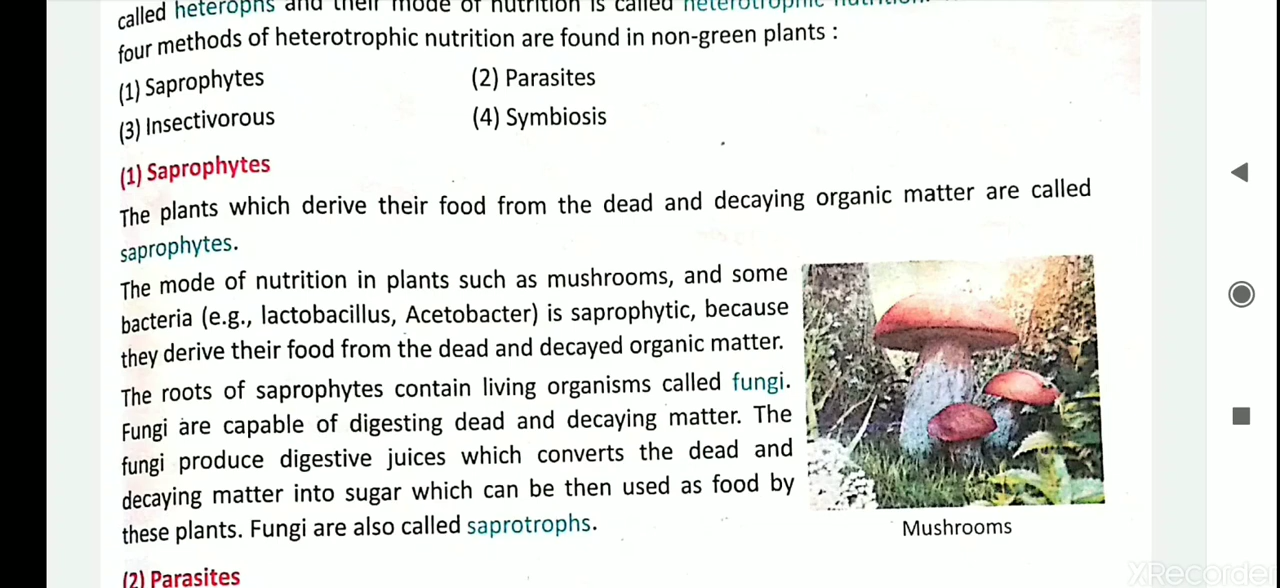 called heterophs and their mode of nutrition is called heterotrophic nutrition.
four methods of heterotrophic nutrition are found in non-green plants :
(1) Saprophytes (2) Parasites
(3) Insectivorous (4) Symbiosis
(1) Saprophytes
The plants which derive their food from the dead and decaying organic matter are called
saprophytes.
The mode of nutrition in plants such as mushrooms, and some
bacteria (e.g., lactobacillus, Acetobacter) is saprophytic, because
they derive their food from the dead and decayed organic matter.
The roots of saprophytes contain living organisms called fungi.
Fungi are capable of digesting dead and decaying matter. The
fungi produce digestive juices which converts the dead and
decaying matter into sugar which can be then used as food by
these plants. Fungi are also called saprotrophs.
Mushrooms
(2) Parasites
XRecorder